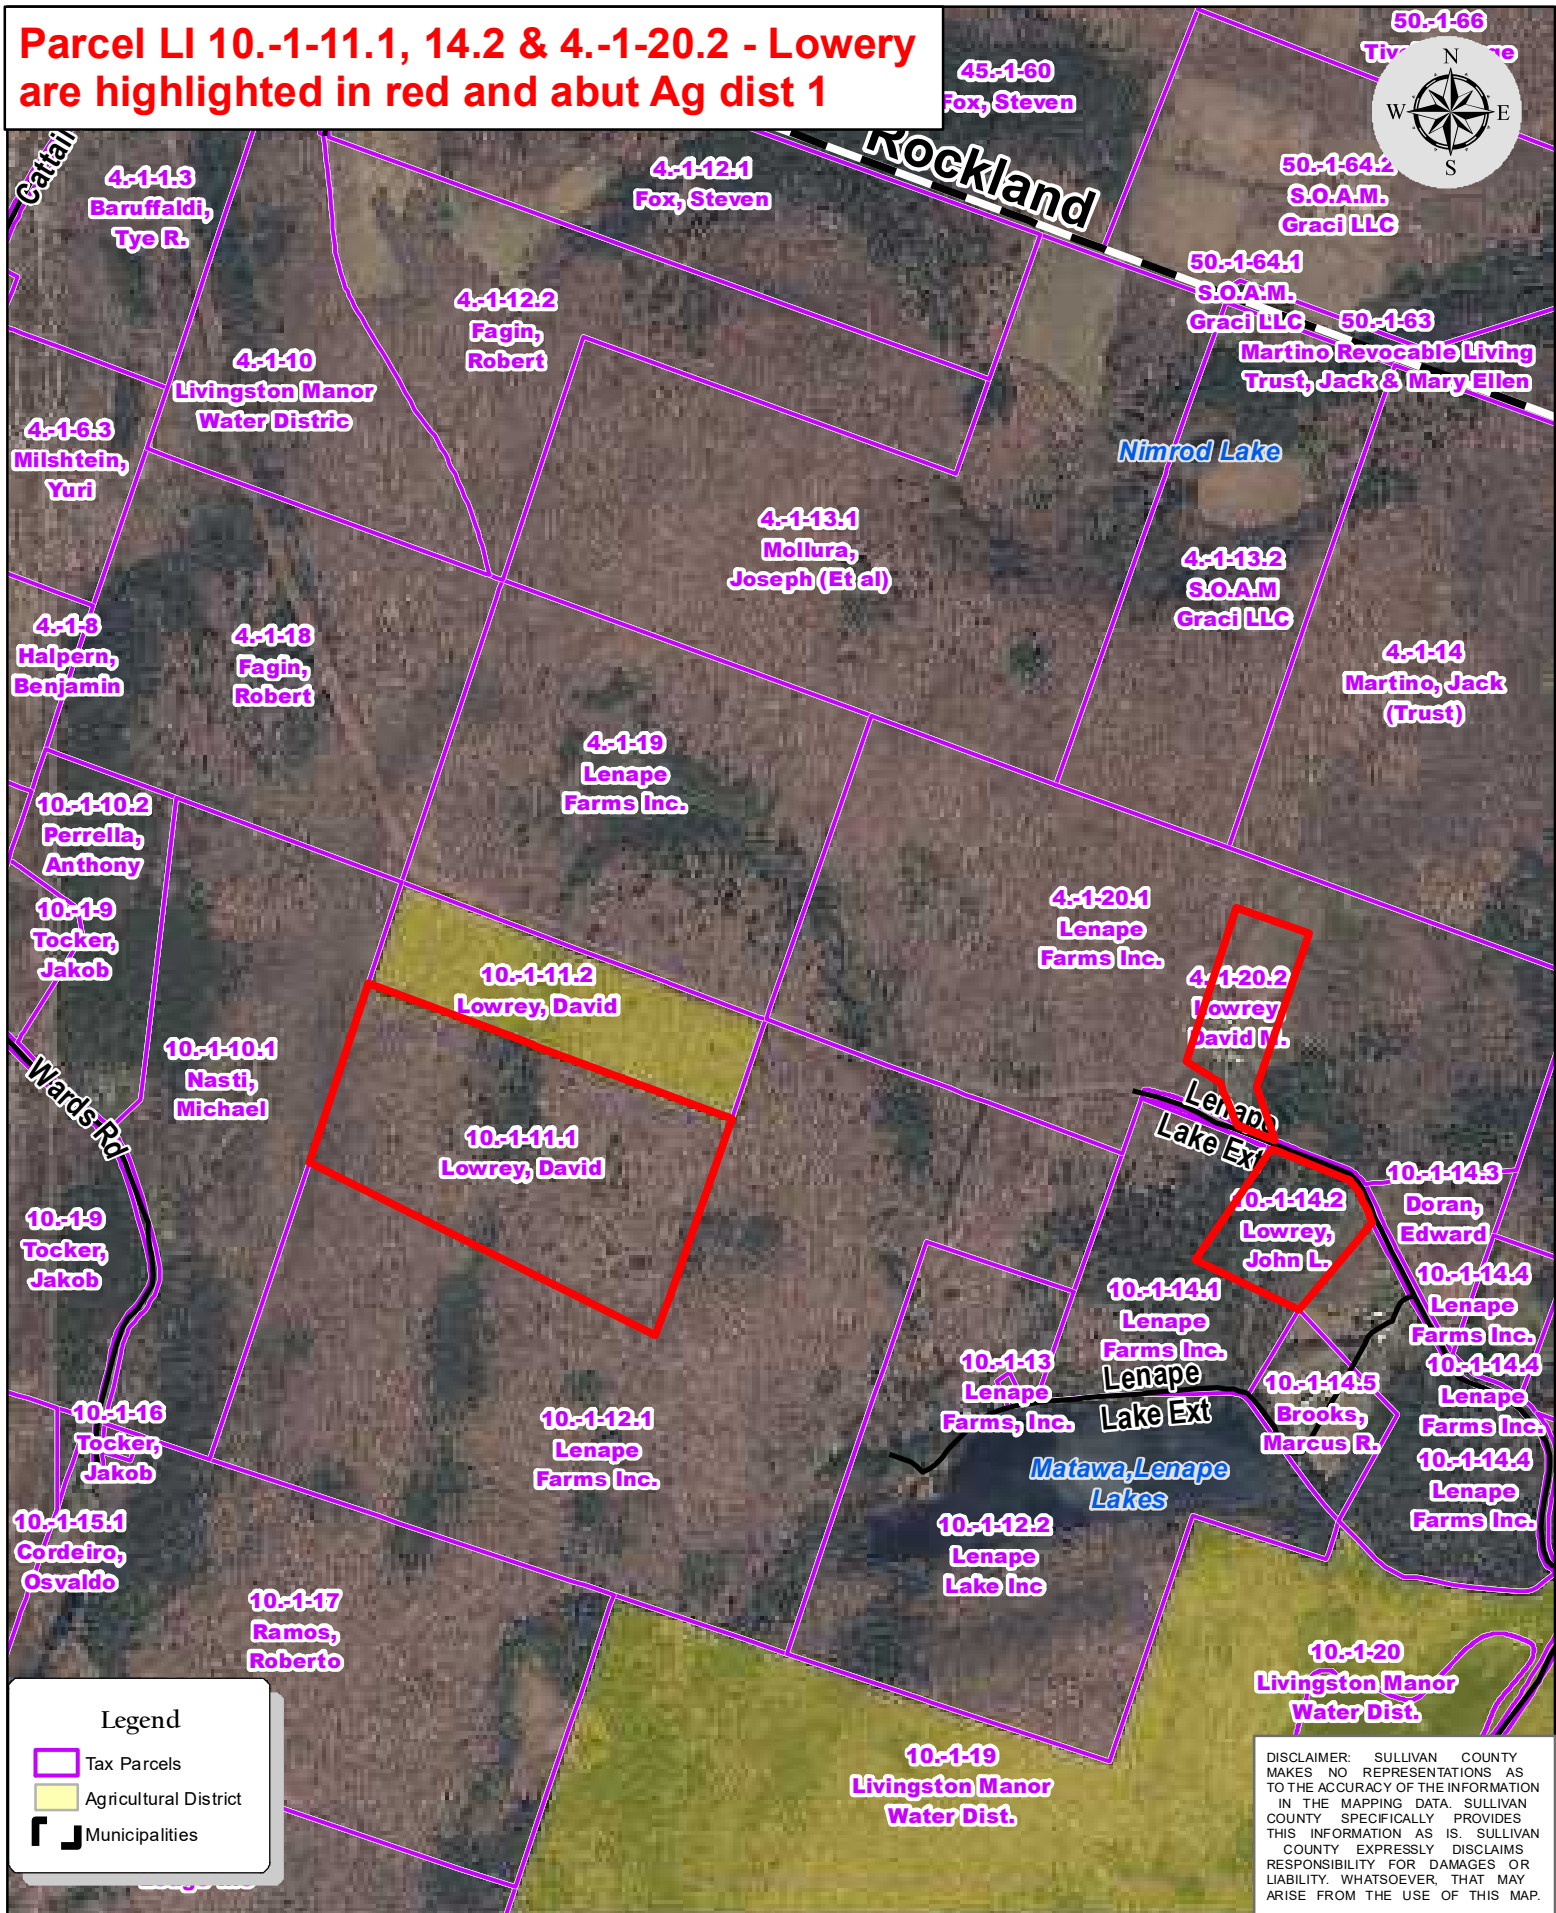 Parcel LI 10.-1-11.1, 14.2 & 4.-1-20.2 - Lowery
are highlighted in red and abut Ag dist 1
50.-1-66
45.-1-60
Fox, Steven
N
W
E
S
Cattail
Rockland
4.-1-1.3
Baruffaldi,
Tye R.
4.-1-12.1
Fox, Steven
50.-1-64.2
S.O.A.M.
Graci LLC
50.-1-64.1
S.O.A.M.
Graci LLC
50.-1-63
Martino Revocable Living
Trust, Jack & Mary Ellen
4.-1-12.2
Fagin,
Robert
4.-1-10
Livingston Manor
Water Distric
4.-1-6.3
Milshtein,
Yuri
Nimrod Lake
4.-1-13.1
Mollura,
Joseph (Et al)
4.-1-13.2
S.O.A.M
Graci LLC
4.-1-8
Halpern,
Benjamin
4.-1-18
Fagin,
Robert
4.-1-14
Martino, Jack
(Trust)
4.-1-19
Lenape
Farms Inc.
10.-1-10.2
Perrella,
Anthony
10.-1-9
Tocker,
Jakob
4.-1-20.1
Lenape
Farms Inc.
10.-1-11.2
Lowrey, David
4.-1-20.2
Lowrey
David M.
10.-1-10.1
Nasti,
Michael
Wards Rd
Lenape
Lake Ext
10.-1-11.1
Lowrey, David
10.-1-14.3
Doran,
Edward
10.-1-14.2
Lowrey,
John L.
10.-1-9
Tocker,
Jakob
10.-1-14.4
Lenape
Farms Inc.
10.-1-14.1
Lenape
Farms Inc.
10.-1-13
Lenape
Farms, Inc.
Lenape
Lake Ext
10.-1-14.5
Brooks,
Marcus R.
10.-1-14.4
Lenape
Farms Inc.
10.-1-16
Tocker,
Jakob
10.-1-12.1
Lenape
Farms Inc.
Matawa,Lenape
Lakes
10.-1-14.4
Lenape
Farms Inc.
10.-1-15.1
Cordeiro,
Osvaldo
10.-1-12.2
Lenape
Lake Inc
10.-1-17
Ramos,
Roberto
10.-1-20
Livingston Manor
Water Dist.
10.-1-19
Livingston Manor
Water Dist.
Legend
Tax Parcels
Agricultural District
Municipalities
DISCLAIMER: SULLIVAN COUNTY
MAKES NO REPRESENTATIONS AS
TO THE ACCURACY OF THE INFORMATION
IN THE MAPPING DATA. SULLIVAN
COUNTY SPECIFICALLY PROVIDES
THIS INFORMATION AS IS. SULLIVAN
COUNTY EXPRESSLY DISCLAIMS
RESPONSIBILITY FOR DAMAGES OR
LIABILITY. WHATSOEVER, THAT MAY
ARISE FROM THE USE OF THIS MAP.